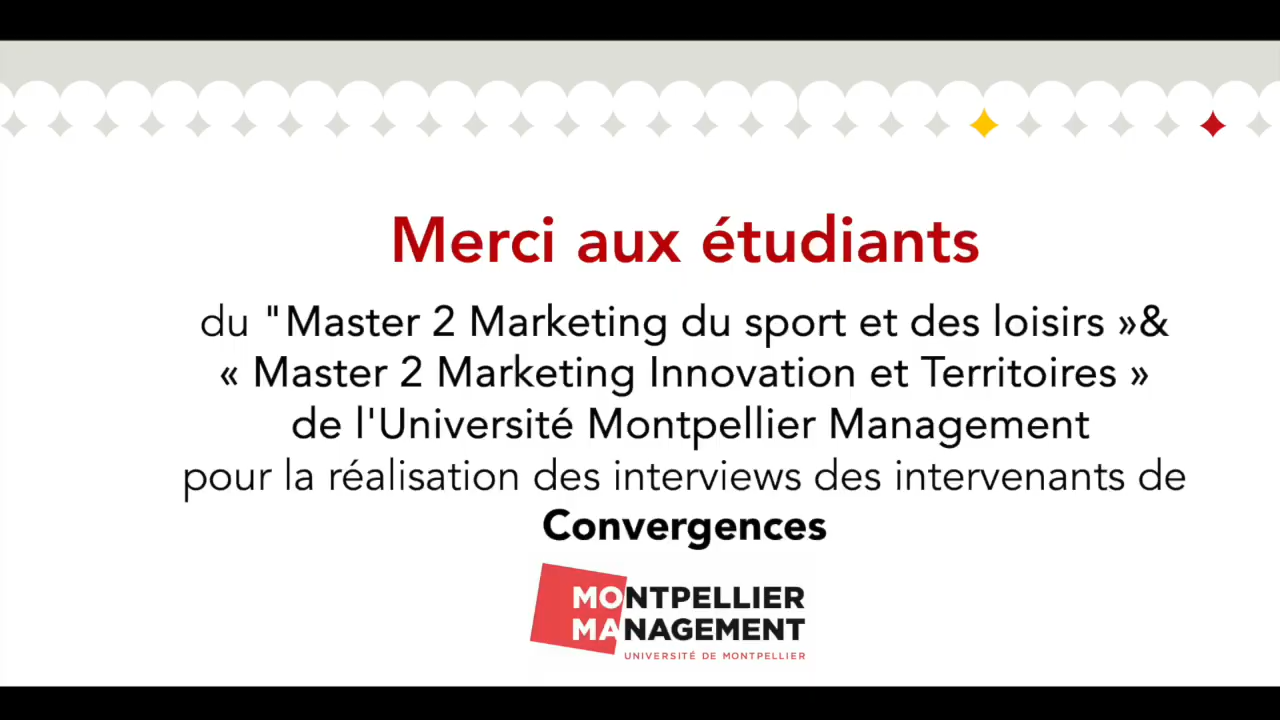 Merci aux étudiants
du "Master 2 Marketing du sport et des loisirs »&
« Master 2 Marketing Innovation et Territoires »
de l'Université Montpellier Management
pour la réalisation des interviews des intervenants de
Convergences
MONTPELLIER
MANAGEMENT
UNIVERSITÉ DE MONTPELLIER